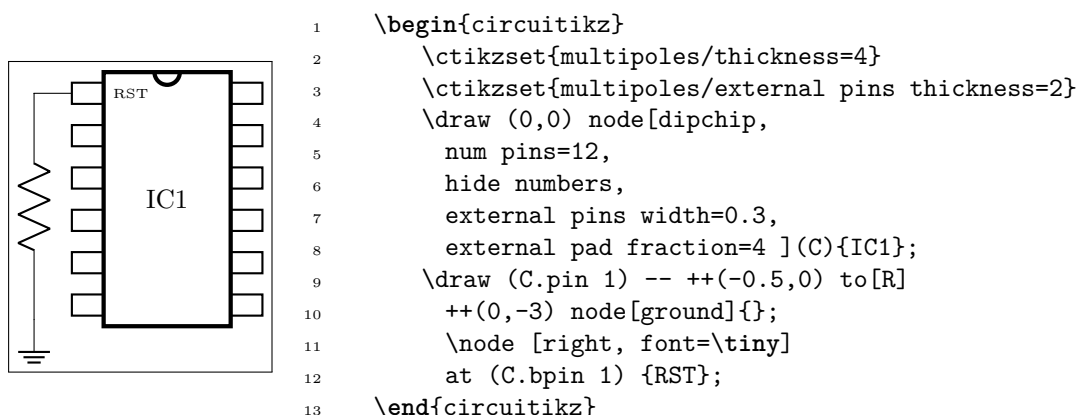 RST
IC1
1 \begin{circuitikz}
2 \ctikzset{multipoles/thickness=4}
3 \ctikzset{multipoles/external pins thickness=2}
4 \draw (0,0) node[dipchip,
5 num pins=12,
6 hide numbers,
7 external pins width=0.3,
8 external pad fraction=4 ](C){IC1};
9 \draw (C.pin 1) -- ++(-0.5,0) to[R]
10 ++(0,-3) node[ground]{};
11 \node [right, font=\tiny]
12 at (C.bpin 1) {RST};
13 \end{circuitikz}